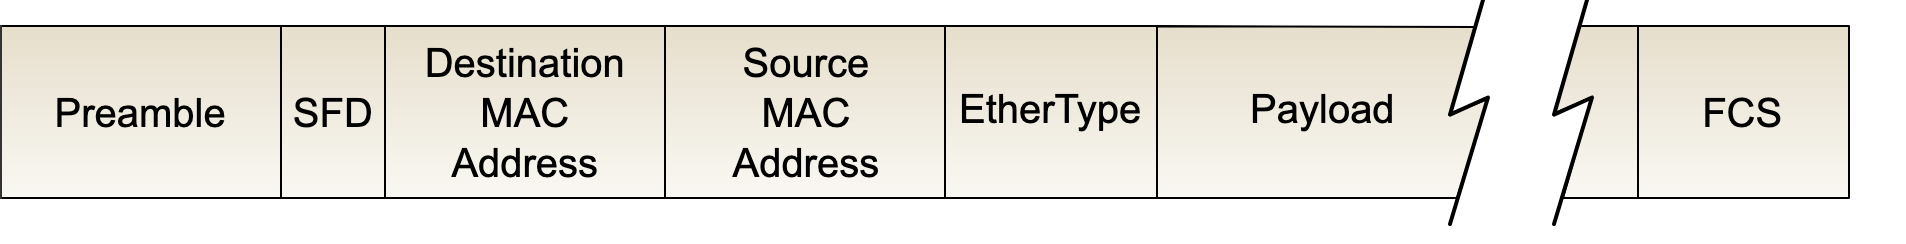 Preamble
SFD
Destination
MAC
Address
Source
MAC
Address
EtherType
Payload
FCS